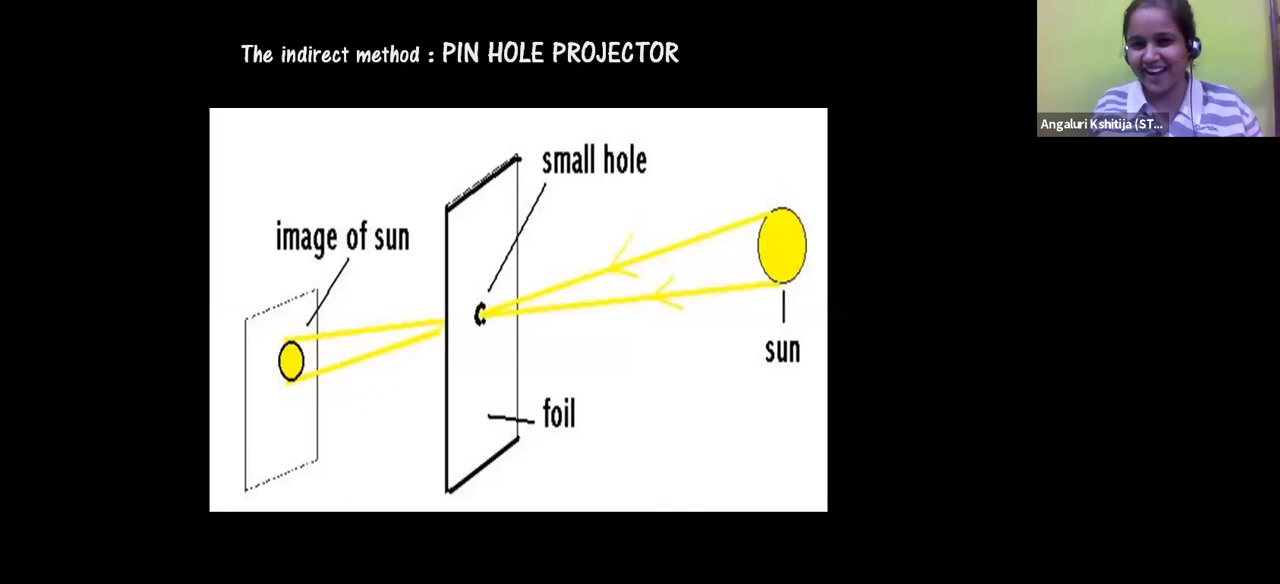 The indirect method : PIN HOLE PROJECTOR
Angaluri Kshitija (ST...
small hole
image of sun
sun
foil